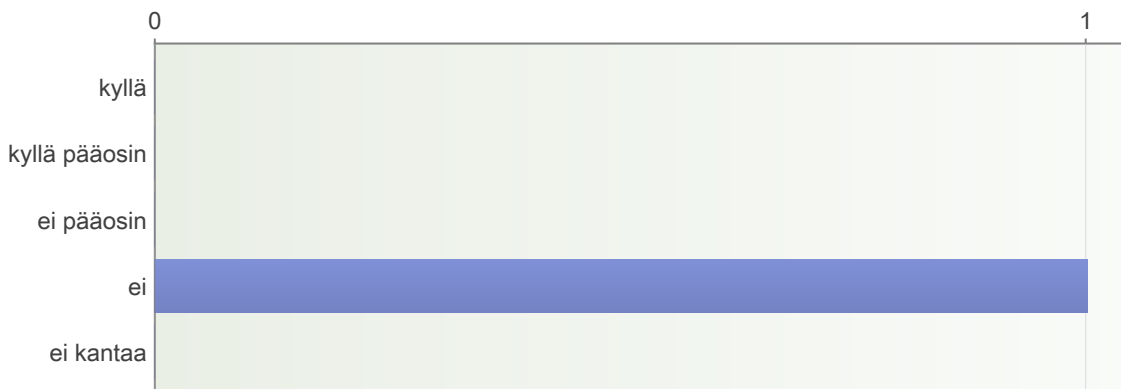 0 1
kyllä
kyllä pääosin
ei pääosin
ei
ei kantaa